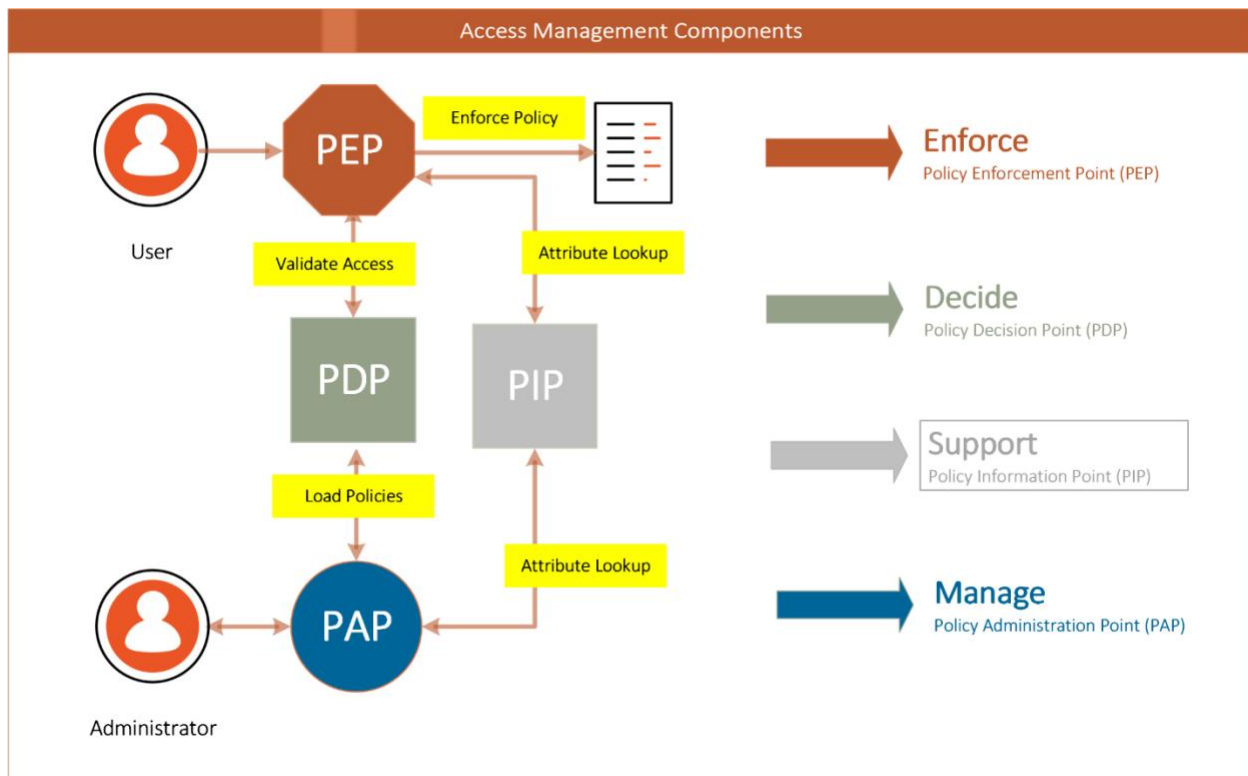 Access Management Components
PEP
Enforce Policy
User
Validate Access
Attribute Lookup
PDP
PIP
Load Policies
Attribute Lookup
PAP
Administrator
Enforce
Policy Enforcement Point (PEP)
Decide
Policy Decision Point (PDP)
Support
Policy Information Point (PIP)
Manage
Policy Administration Point (PAP)